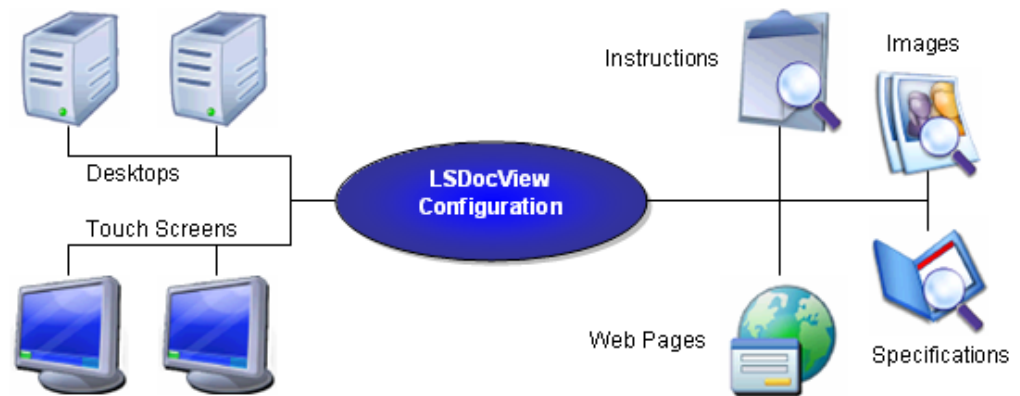 Desktops
Touch Screens
LSDocView
Configuration
Instructions
Images
Web Pages
Specifications